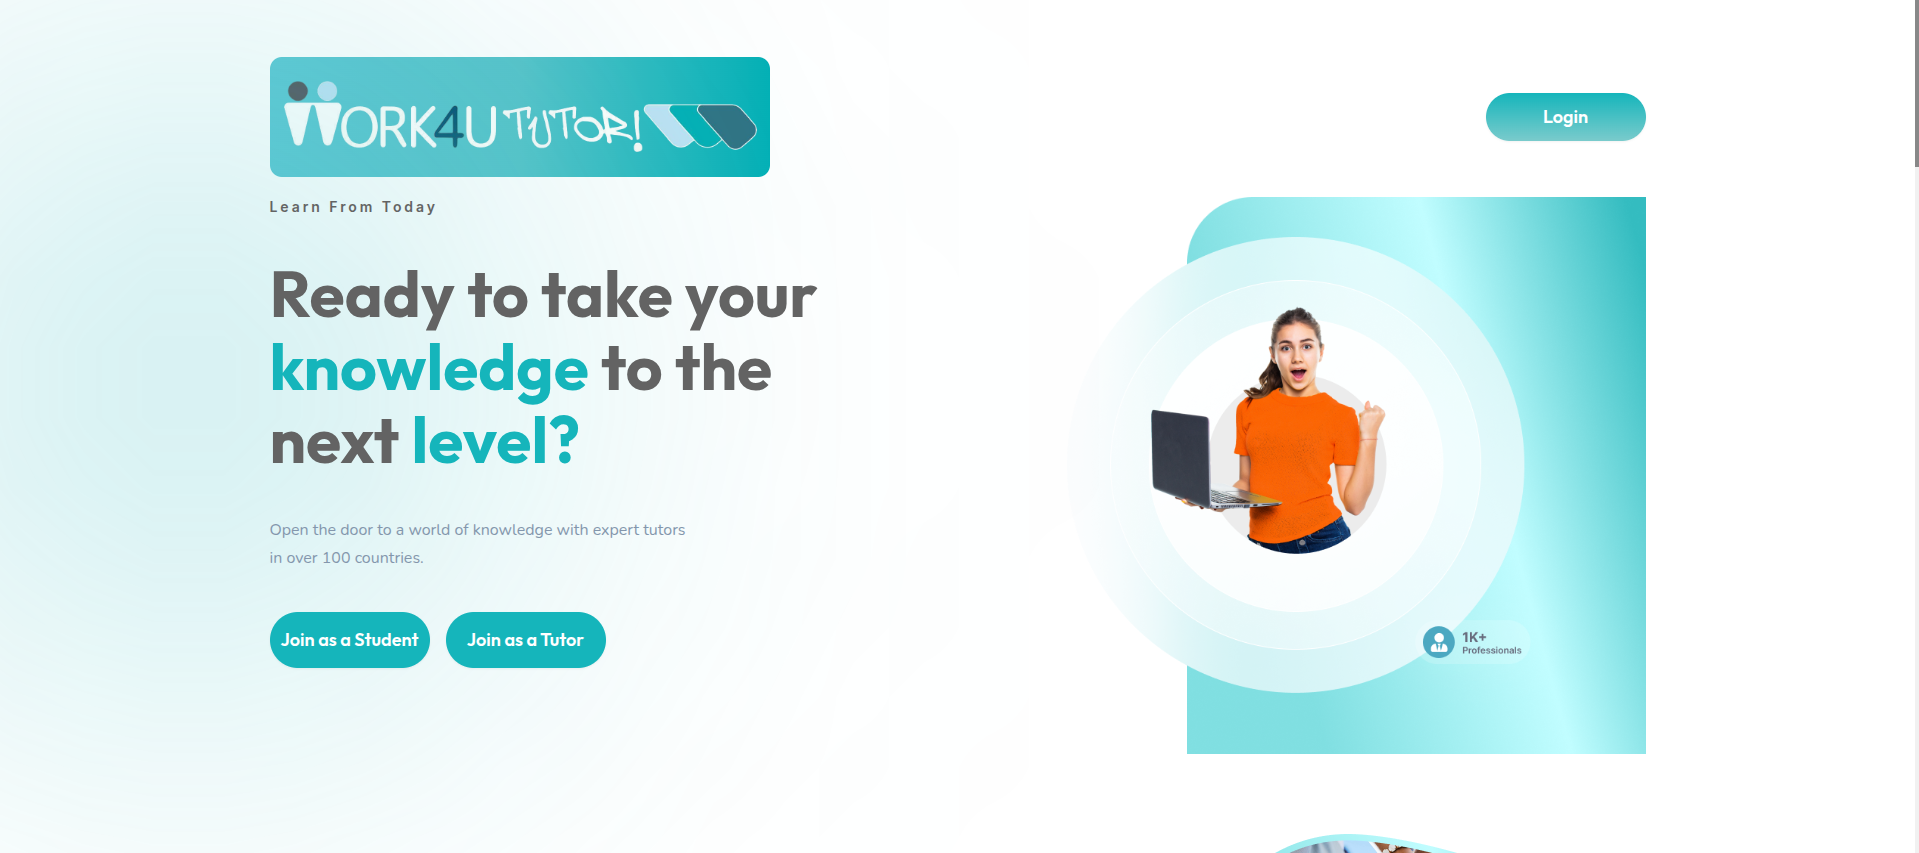 WORK4U TUTOR!
Login
Learn From Today
Ready to take your
knowledge to the
next level?
Open the door to a world of knowledge with expert tutors
in over 100 countries.
Join as a Student
Join as a Tutor
1K+
Professionals